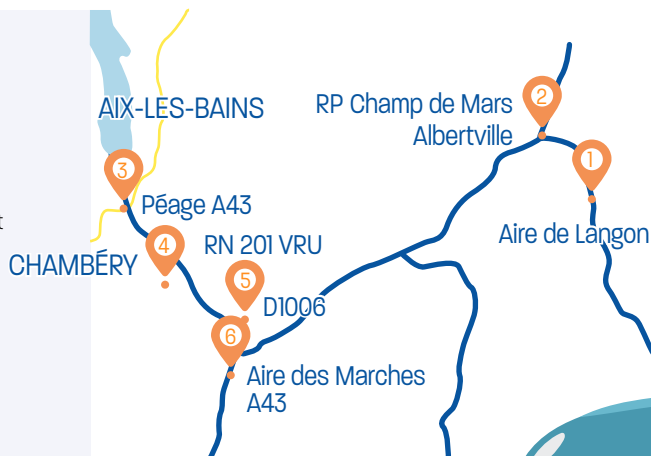 AIX-LES-BAINS
RP Champ de Mars
Albertville
2
1
3
Péage A43
t
4
RN 201 VRU
Aire de Langon
CHAMBÉRY
5
D1006
6
Aire des Marches
A43